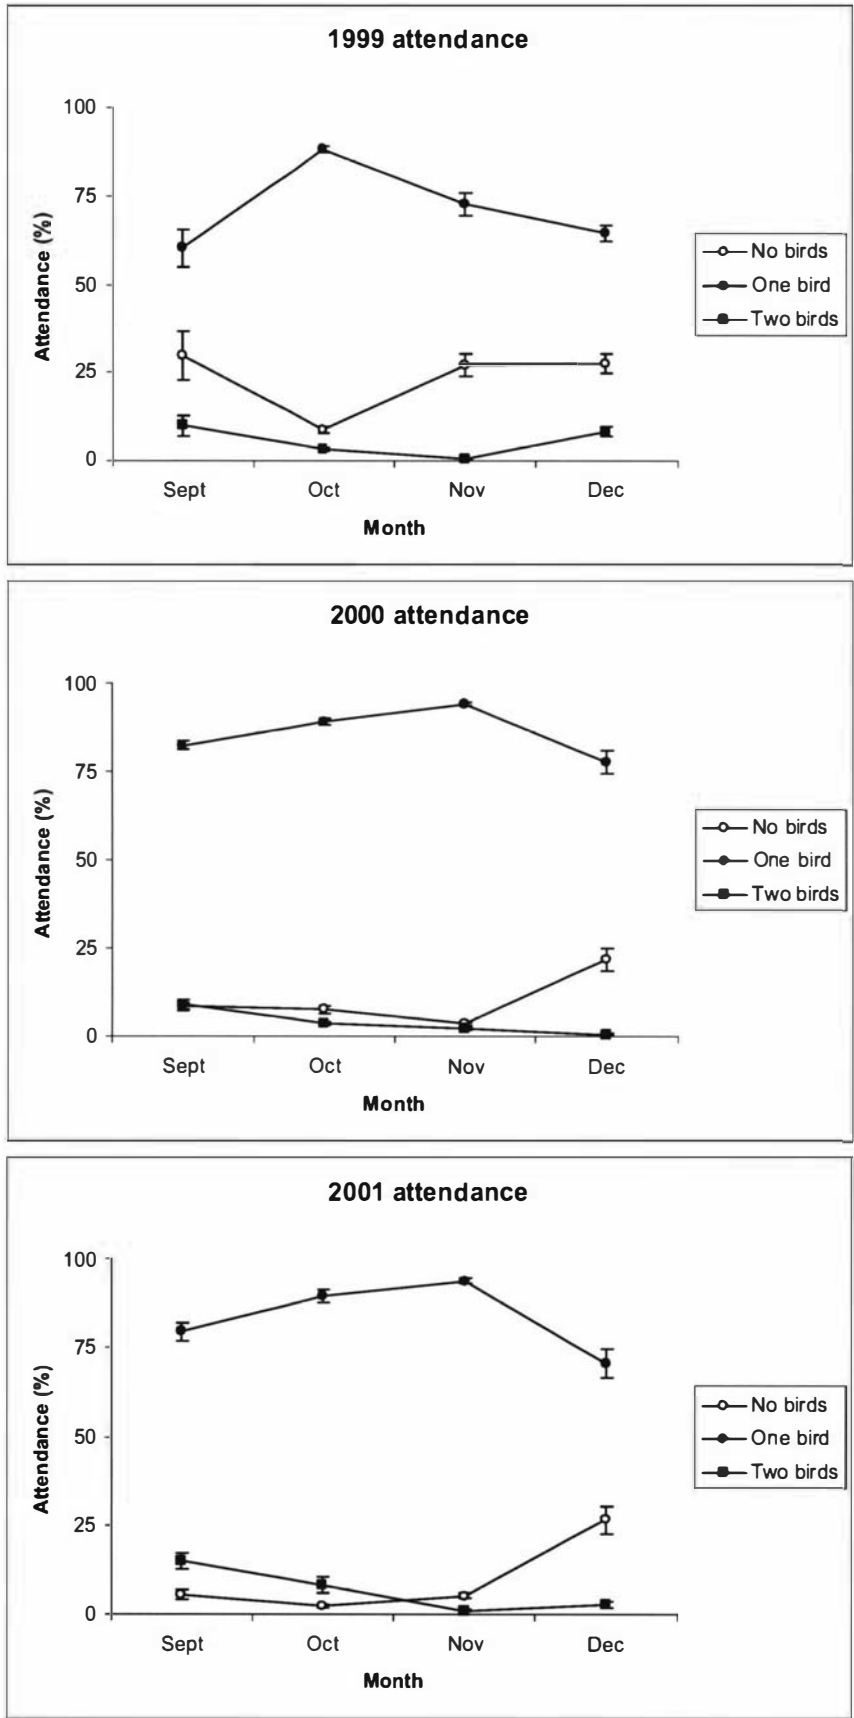 1999 attendance
100
75
50
25
0
Attendance (%)
Sept Oct Nov Dec
Month
No birds
One bird
Two birds
2000 attendance
100
75
50
25
0
Attendance (%)
Sept Oct Nov Dec
Month
No birds
One bird
Two birds
2001 attendance
100
75
50
25
0
Attendance (%)
Sept Oct Nov Dec
Month
No birds
One bird
Two birds